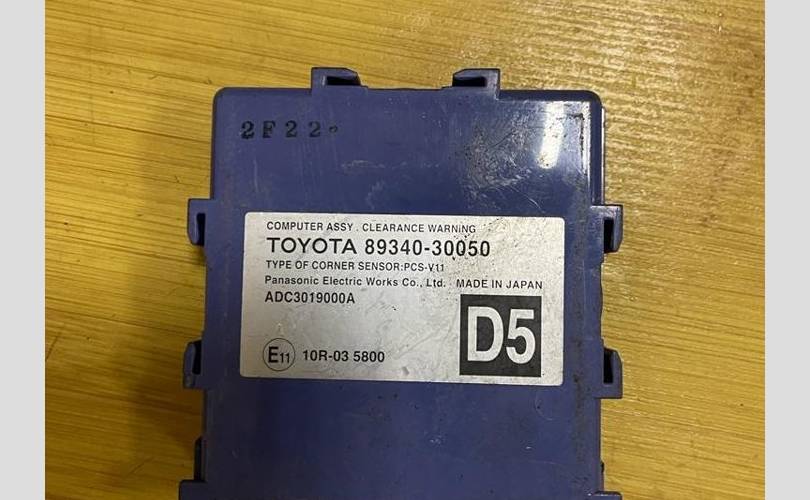 2F22
COMPUTER ASSY . CLEARANCE WARNING
TOYOTA 89340-30050
TYPE OF CORNER SENSOR:PCS-V11
Panasonic Electric Works Co., Ltd. MADE IN JAPAN
ADC3019000A
D5
E11 10R-03 5800